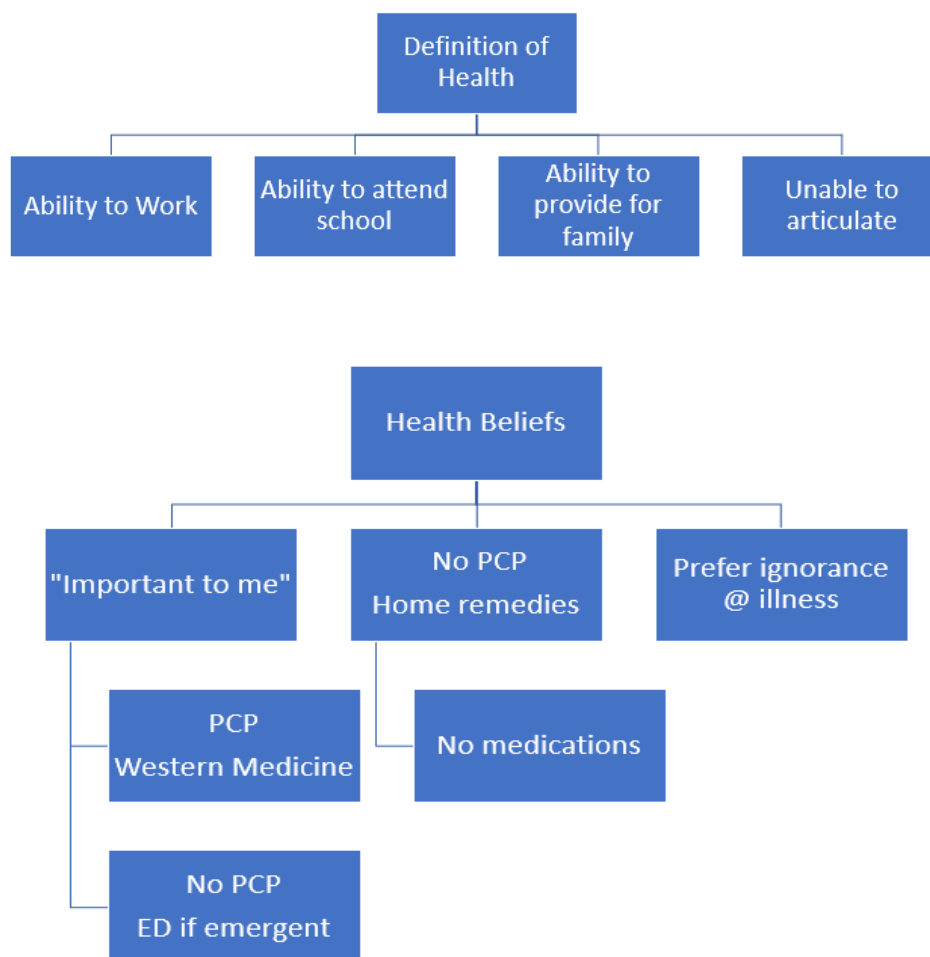 Definition of
Health
Ability to Work
Ability to attend
school
Ability to
provide for
family
Unable to
articulate
Health Beliefs
"Important to me"
No PCP
Home remedies
Prefer ignorance
@ illness
PCP
Western Medicine
No medications
No PCP
ED if emergent